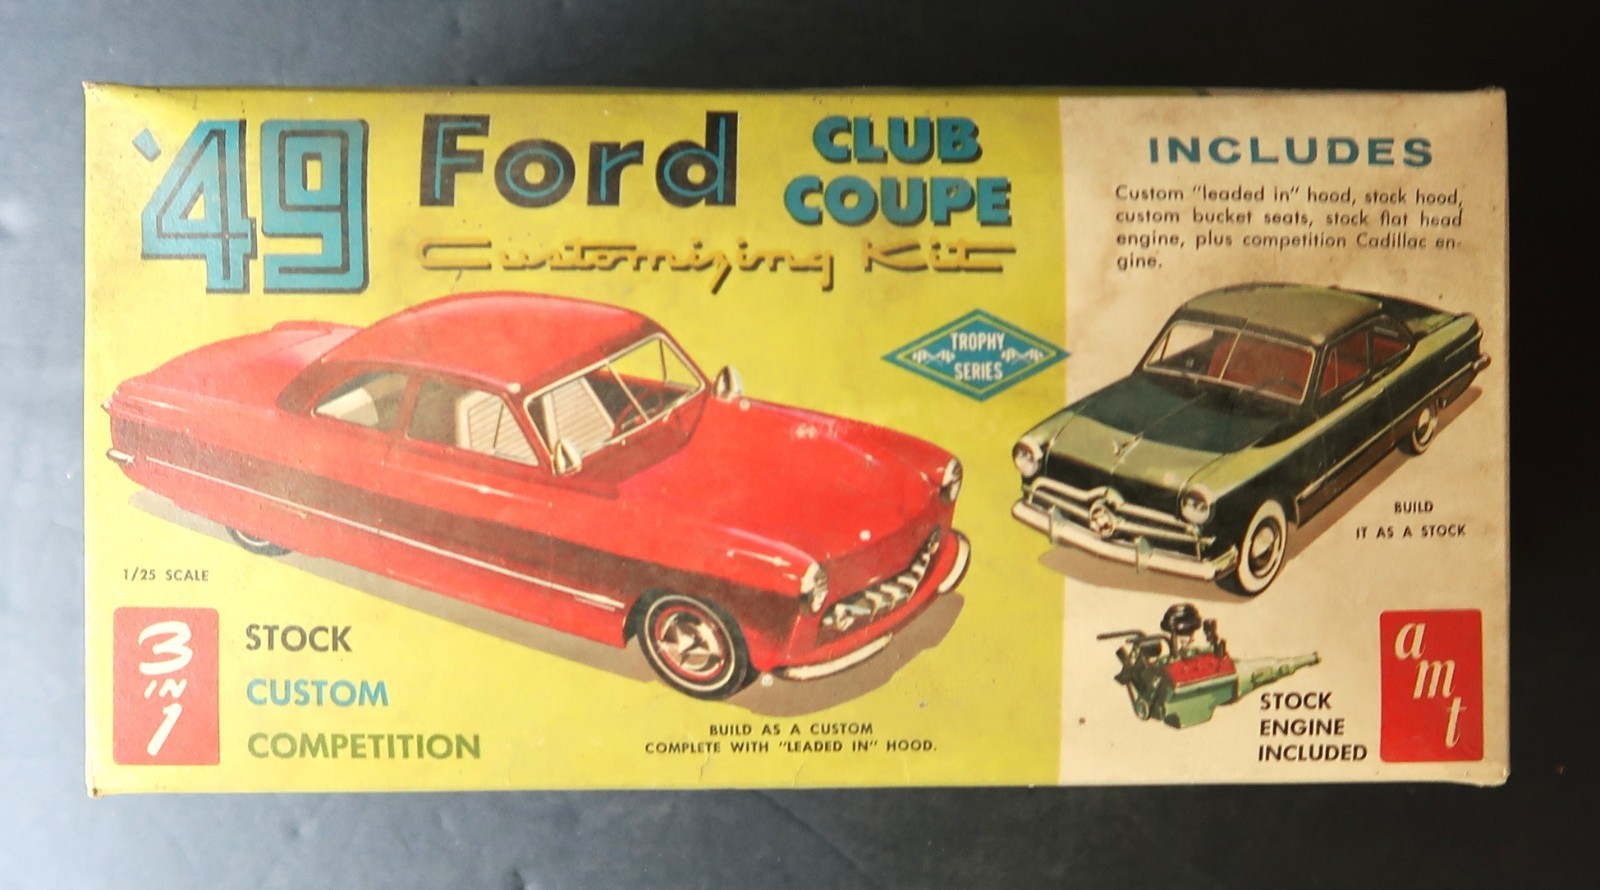 '49 Ford CLUB
COUPE
Customizing Kit
INCLUDES
Custom "leaded in" hood, stock hood,
custom bucket seats, stock flat head
engine, plus competition Cadillac en-
gine.
TROPHY
SERIES
BUILD
IT AS A STOCK
1/25 SCALE
3
IN
1
STOCK
CUSTOM
COMPETITION
BUILD AS A CUSTOM
COMPLETE WITH "LEADED IN" HOOD.
STOCK
ENGINE
INCLUDED
amt